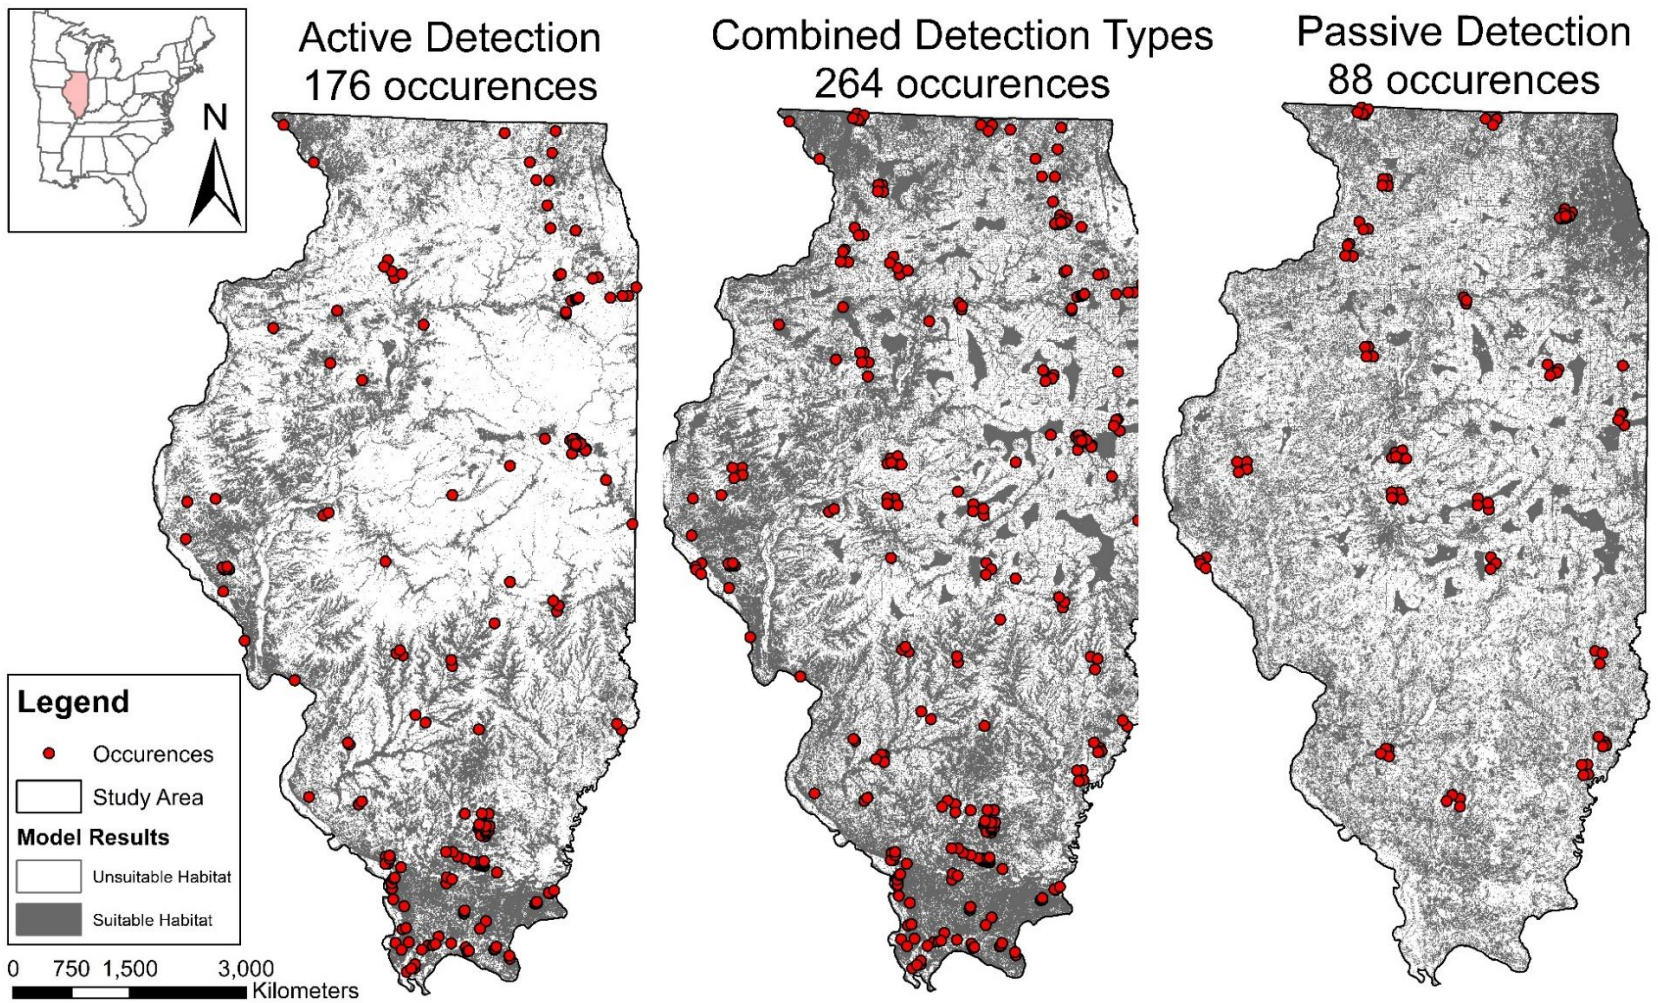 Active Detection
176 occurences
Combined Detection Types
264 occurences
Passive Detection
88 occurences
N
Legend
Occurences
Study Area
Model Results
Unsuitable Habitat
Suitable Habitat
0 750 1,500 3,000
Kilometers